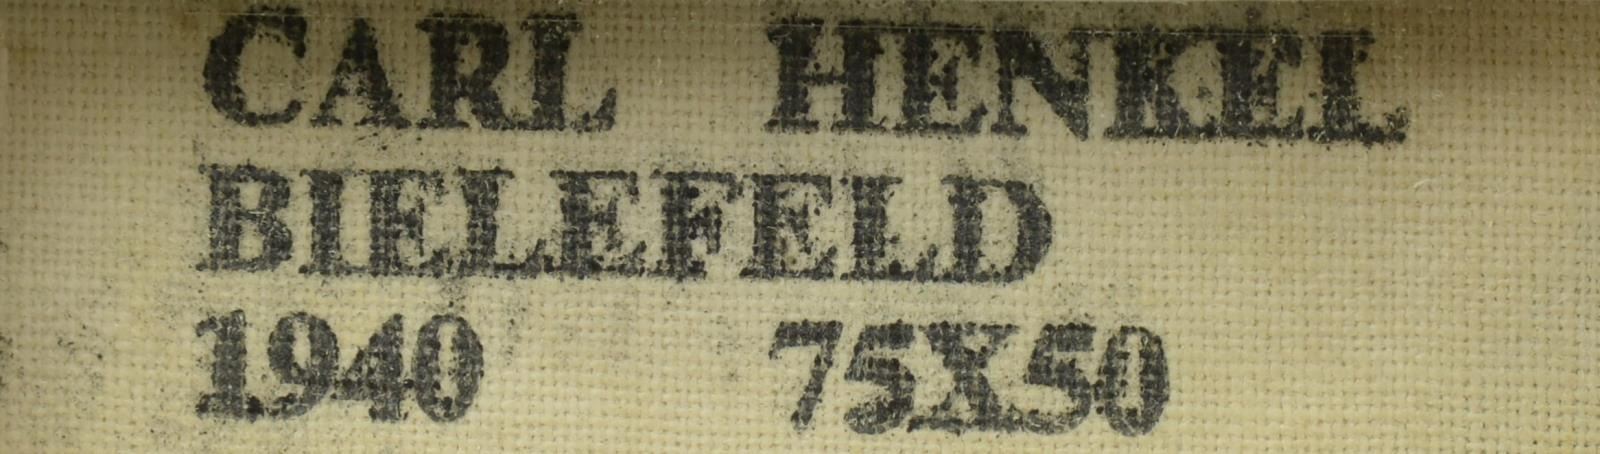 CARL HENKEL
BIELEFELD
1940 75X50